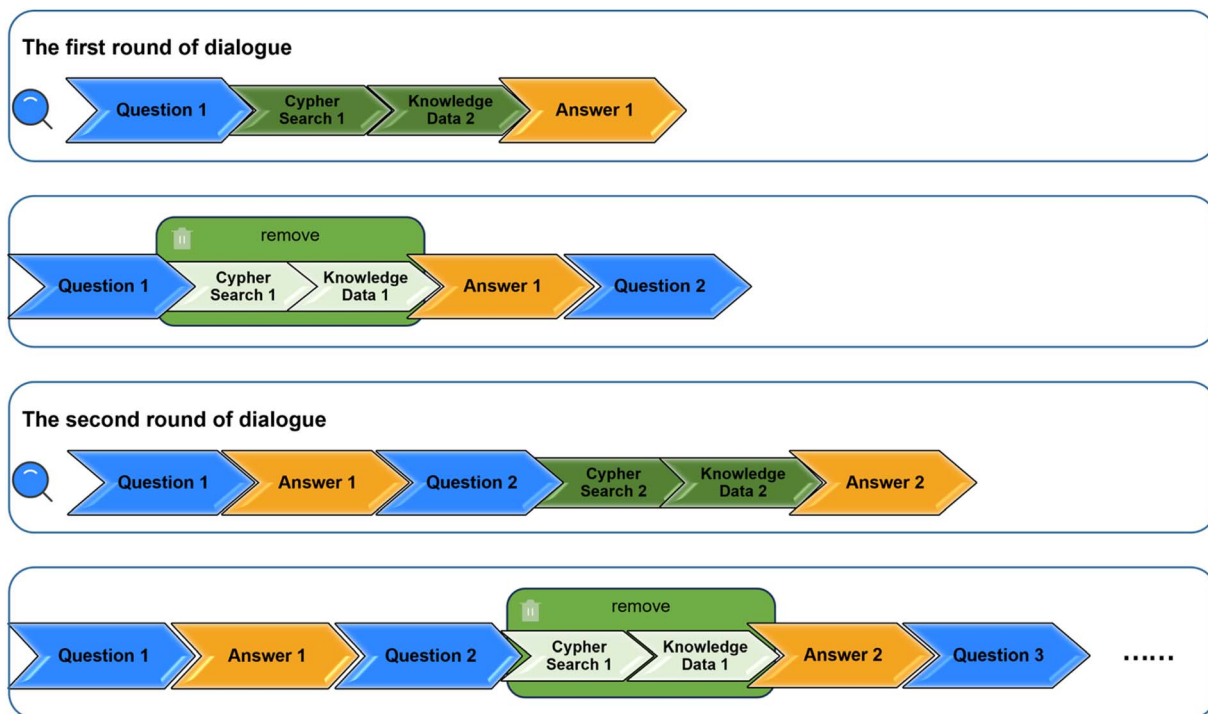 The first round of dialogue
Question 1
Cypher
Search 1
Knowledge
Data 2
Answer 1
remove
Question 1
Cypher
Search 1
Knowledge
Data 1
Answer 1
Question 2
The second round of dialogue
Question 1
Answer 1
Question 2
Cypher
Search 2
Knowledge
Data 2
Answer 2
remove
Question 1
Answer 1
Question 2
Cypher
Search 1
Knowledge
Data 1
Answer 2
Question 3
……